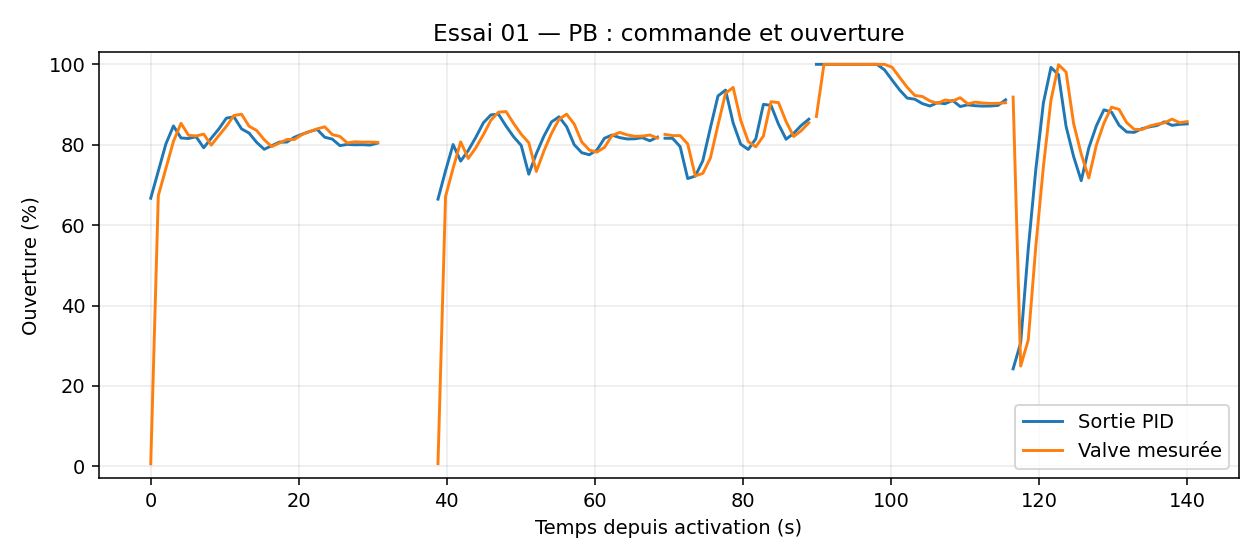 Essai 01 — PB : commande et ouverture
Ouverture (%)
100
80
60
40
20
0
0 20 40 60 80 100 120 140
Temps depuis activation (s)
Sortie PID
Valve mesurée